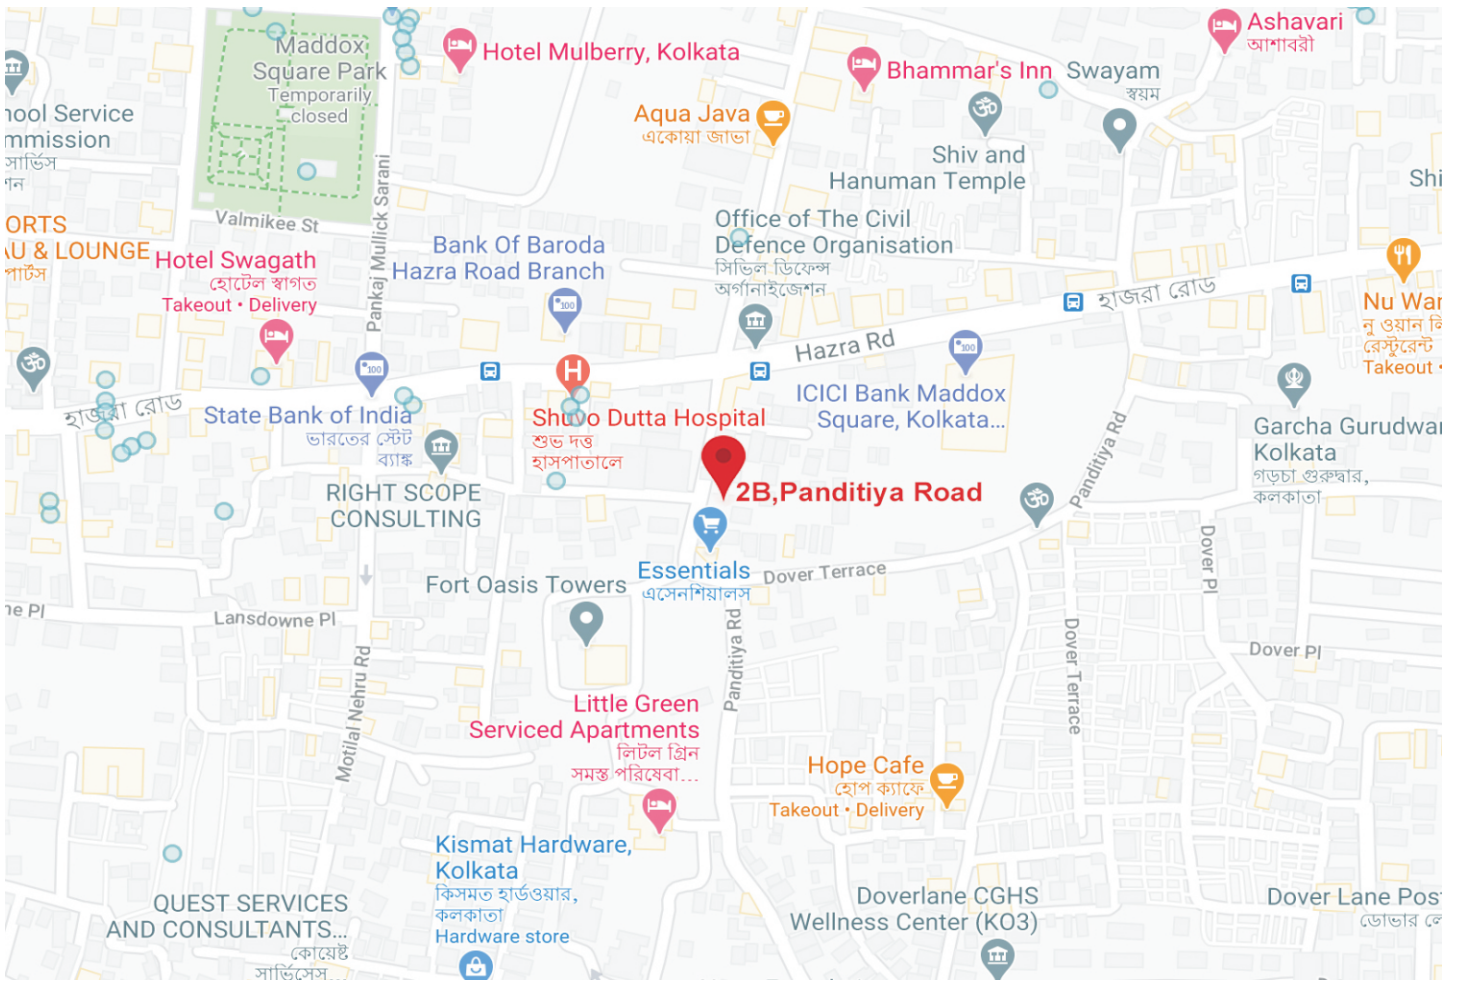 Maddox
Square Park
Temporarily
closed
Hotel Mulberry, Kolkata
Ashavari
আশাবরী
Bhammar's Inn
Swayam
স্বয়ম
hool Service
mmission
সার্ভিস
শন
Aqua Java
একোয়া জাভা
Shiv and
Hanuman Temple
Shi
Pankaj Mullick Sarani
Valmikee St
ORTS
AU & LOUNGE
পার্টস
Hotel Swagath
হোটেল স্বাগত
Takeout • Delivery
Bank Of Baroda
Hazra Road Branch
Office of The Civil
Defence Organisation
সিভিল ডিফেন্স
অর্গানাইজেশন
হাজরা রোড
Nu War
নু ওয়ান
রেস্টুরেন্ট
Takeout •
Hazra Rd
হাজরা রোড
State Bank of India
ভারতের স্টেট
ব্যাঙ্ক
H
Shuvo Dutta Hospital
শুভ দত্ত
হাসপাতালে
ICICI Bank Maddox
Square, Kolkata...
Panditiya Rd
Garcha Gurudwar
Kolkata
গড়চা গুরুদ্বার,
কলকাতা
RIGHT SCOPE
CONSULTING
2B,Panditiya Road
Essentials
এসেনশিয়ালস
Dover Terrace
Dover Pl
Fort Oasis Towers
ne Pl
Lansdowne Pl
Motilal Nehru Rd
Panditiya Rd
Dover Terrace
Dover Pl
Little Green
Serviced Apartments
লিটল গ্রিন
সমস্ত পরিষেবা...
Hope Cafe
হোপ ক্যাফে
Takeout • Delivery
Kismat Hardware,
Kolkata
কিসমত হার্ডওয়ার,
কলকাতা
Hardware store
QUEST SERVICES
AND CONSULTANTS...
কোয়েষ্ট
সার্ভিসেস...
Doverlane CGHS
Wellness Center (KO3)
Dover Lane Pos
ডোভার লে